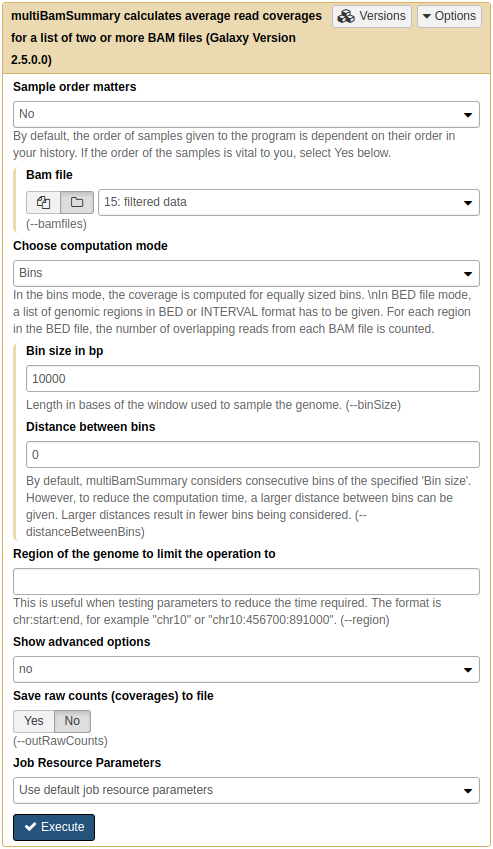 multiBamSummary calculates average read coverages Versions Options
for a list of two or more BAM files (Galaxy Version
2.5.0.0)
Sample order matters
No
By default, the order of samples given to the program is dependent on their order in
your history. If the order of the samples is vital to you, select Yes below.
Bam file
15: filtered data
(--bamfiles)
Choose computation mode
Bins
In the bins mode, the coverage is computed for equally sized bins. \nIn BED file mode,
a list of genomic regions in BED or INTERVAL format has to be given. For each region
in the BED file, the number of overlapping reads from each BAM file is counted.
Bin size in bp
10000
Length in bases of the window used to sample the genome. (--binSize)
Distance between bins
0
By default, multiBamSummary considers consecutive bins of the specified 'Bin size'.
However, to reduce the computation time, a larger distance between bins can be
given. Larger distances result in fewer bins being considered. (--
distanceBetweenBins)
Region of the genome to limit the operation to
This is useful when testing parameters to reduce the time required. The format is
chr:start:end, for example "chr10" or "chr10:456700:891000". (--region)
Show advanced options
no
Save raw counts (coverages) to file
Yes No
(--outRawCounts)
Job Resource Parameters
Use default job resource parameters
Execute